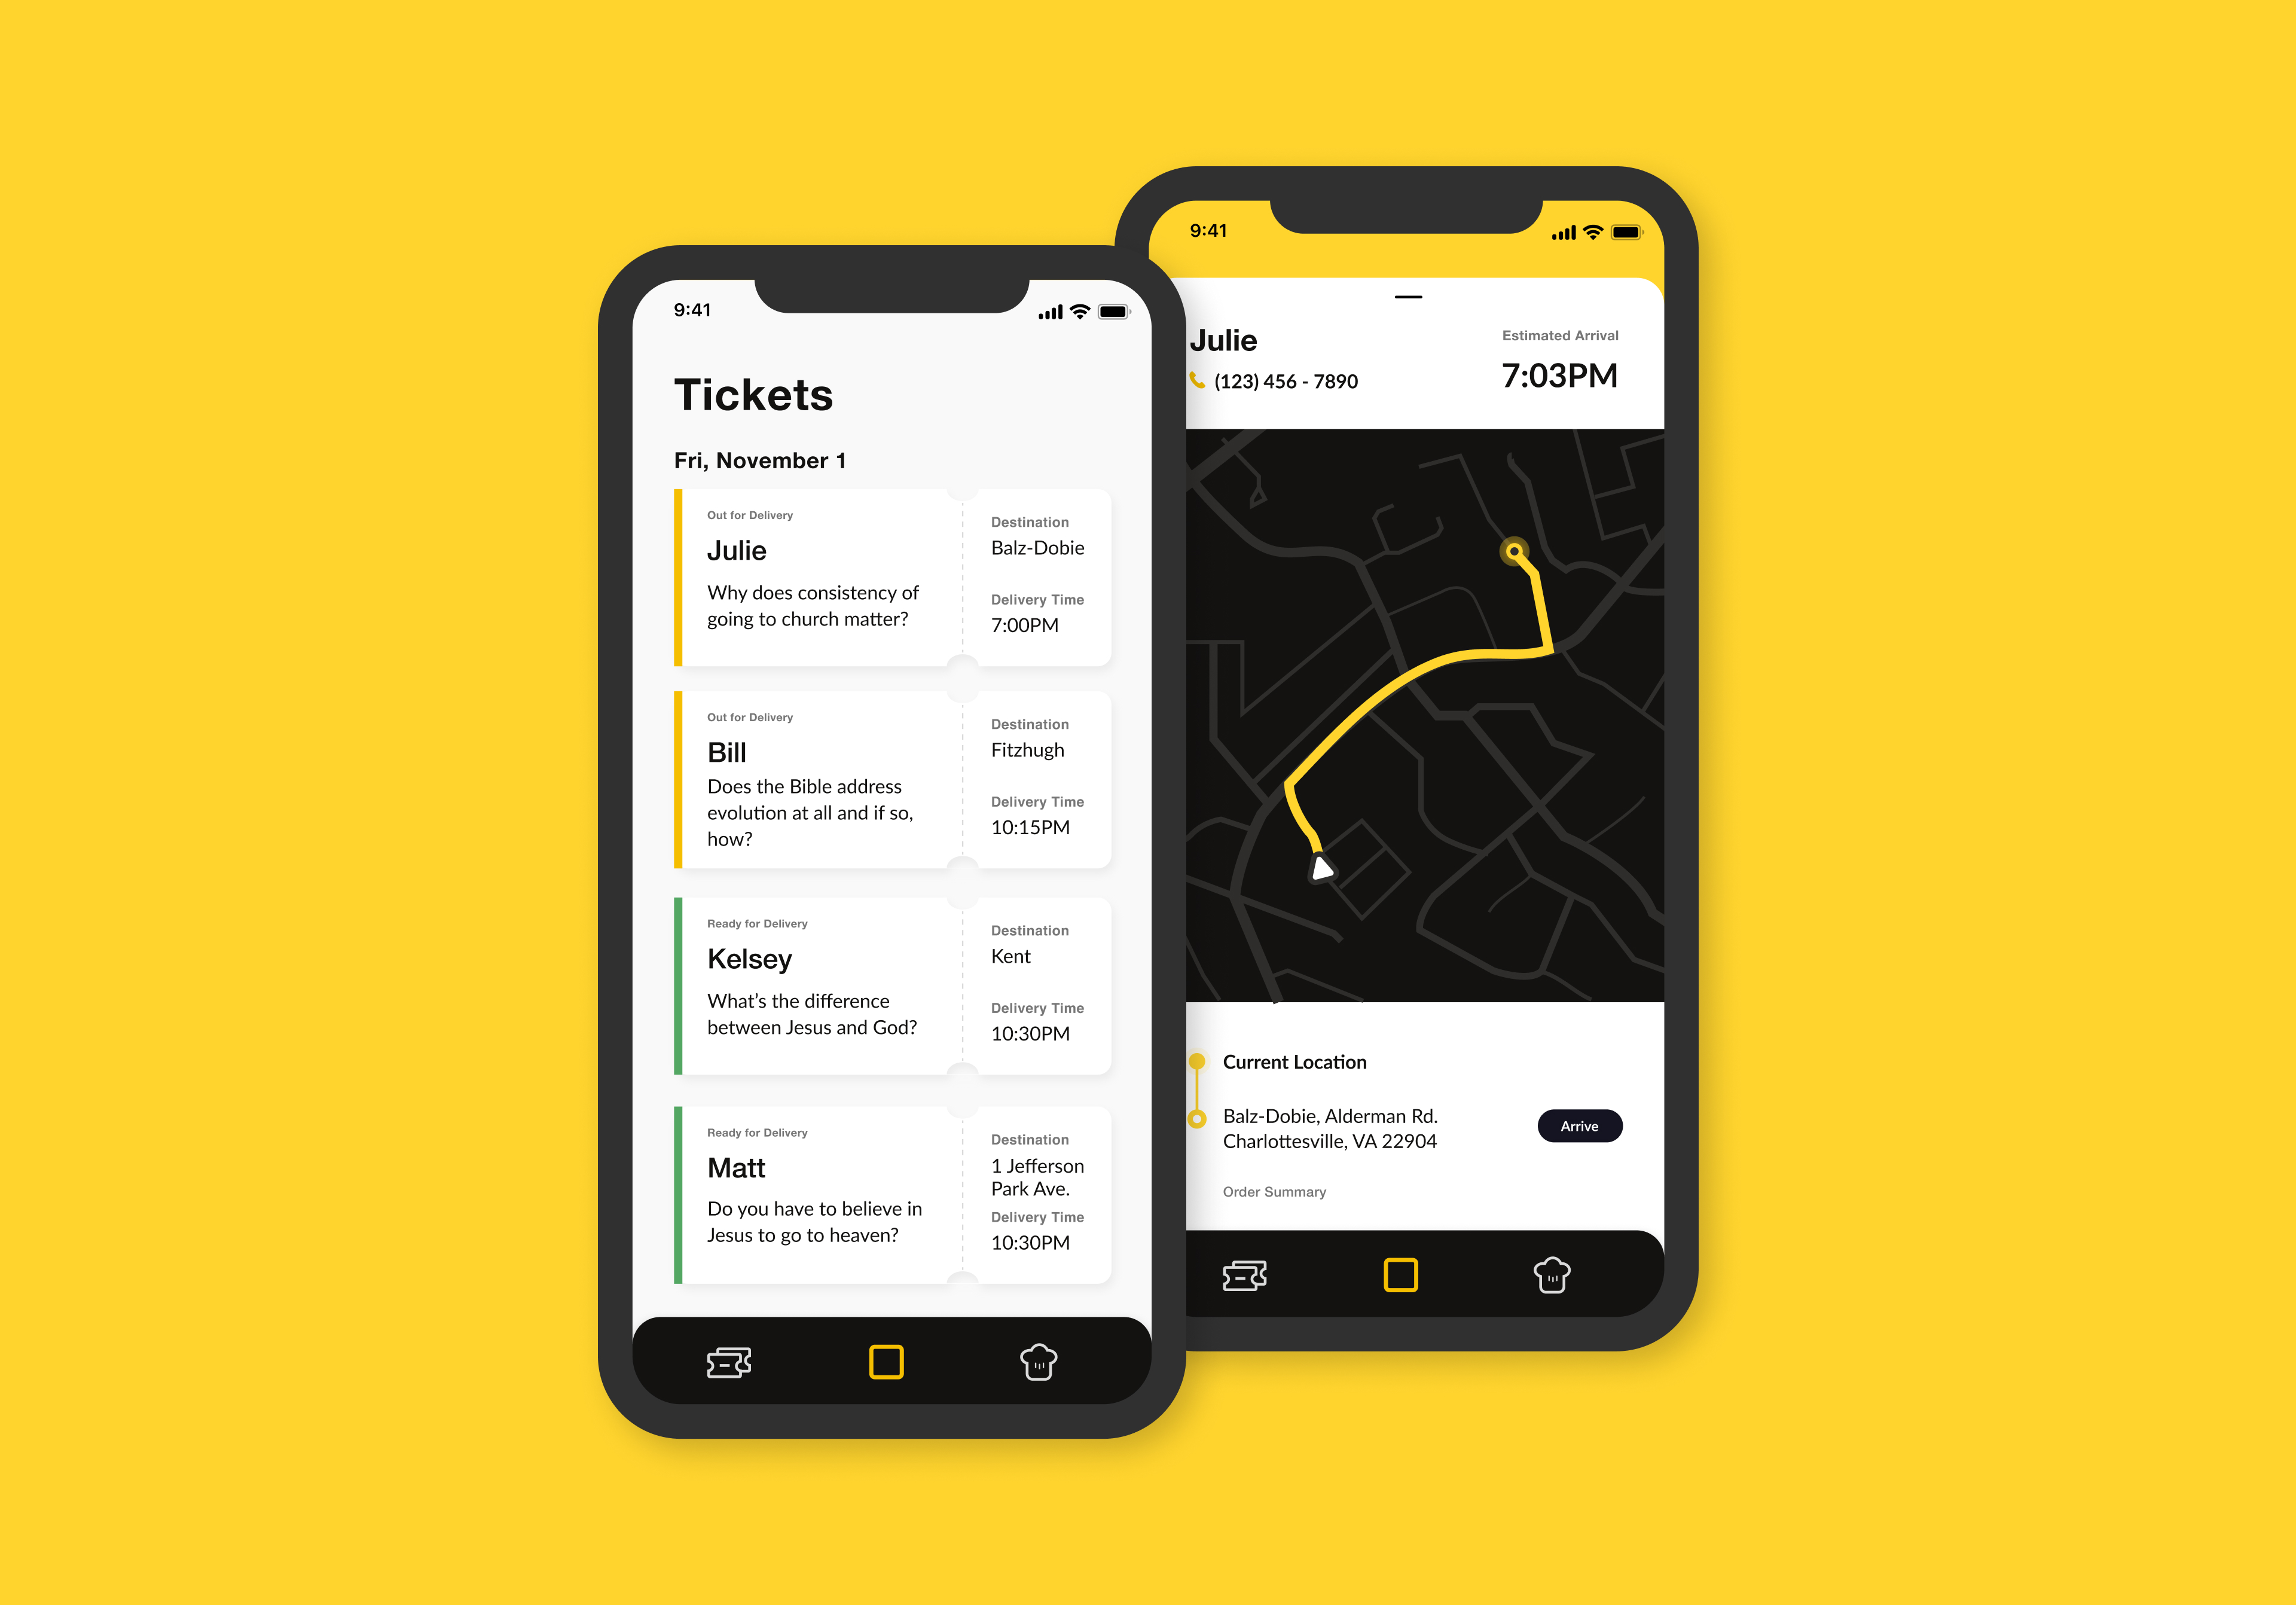 9:41
Tickets
Fri, November 1
Out for Delivery
Julie
Why does consistency of
going to church matter?
Destination
Balz-Dobie
Delivery Time
7:00PM
Out for Delivery
Bill
Does the Bible address
evolution at all and if so,
how?
Destination
Fitzhugh
Delivery Time
10:15PM
Ready for Delivery
Kelsey
What’s the difference
between Jesus and God?
Destination
Kent
Delivery Time
10:30PM
Ready for Delivery
Matt
Do you have to believe in
Jesus to go to heaven?
Destination
1 Jefferson
Park Ave.
Delivery Time
10:30PM
9:41
Julie
(123) 456 - 7890
Estimated Arrival
7:03PM
Current Location
Balz-Dobie, Alderman Rd.
Charlottesville, VA 22904
Arrive
Order Summary